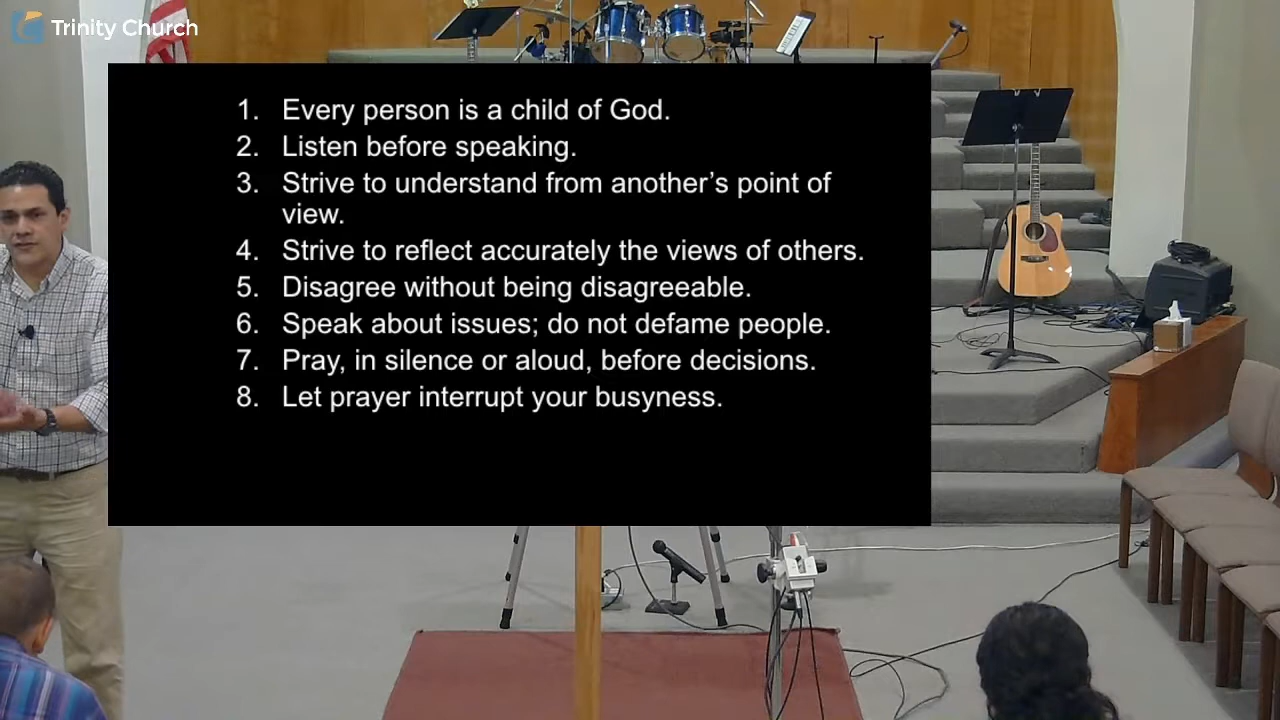 Trinity Church
1. Every person is a child of God.
2. Listen before speaking.
3. Strive to understand from another’s point of
view.
4. Strive to reflect accurately the views of others.
5. Disagree without being disagreeable.
6. Speak about issues; do not defame people.
7. Pray, in silence or aloud, before decisions.
8. Let prayer interrupt your busyness.